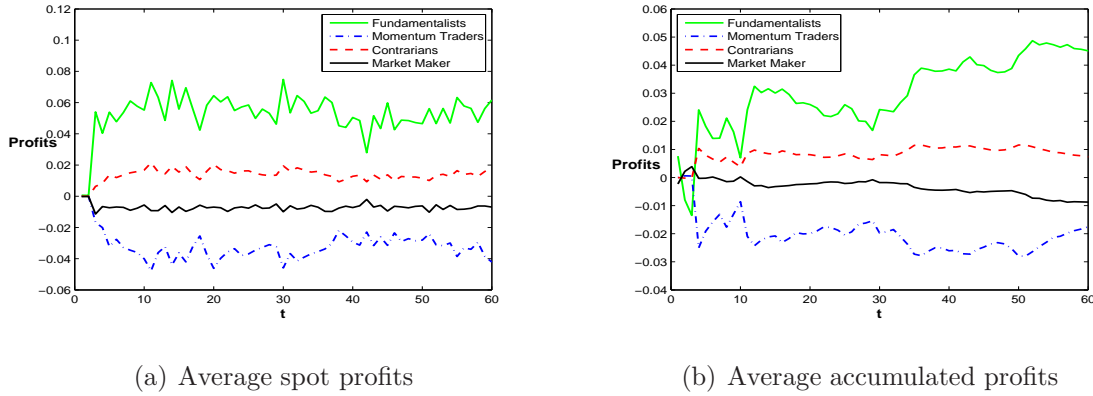 0.12
0.1
0.08
0.06
0.04
0.02
0
−0.02
−0.04
−0.06
Profits
0 10 20 30 40 50 60
t
Fundamentalists
Momentum Traders
Contrarians
Market Maker
(a) Average spot profits
0.06
0.05
0.04
0.03
0.02
0.01
0
−0.01
−0.02
−0.03
−0.04
Profits
0 10 20 30 40 50 60
t
Fundamentalists
Momentum Traders
Contrarians
Market Maker
(b) Average accumulated profits